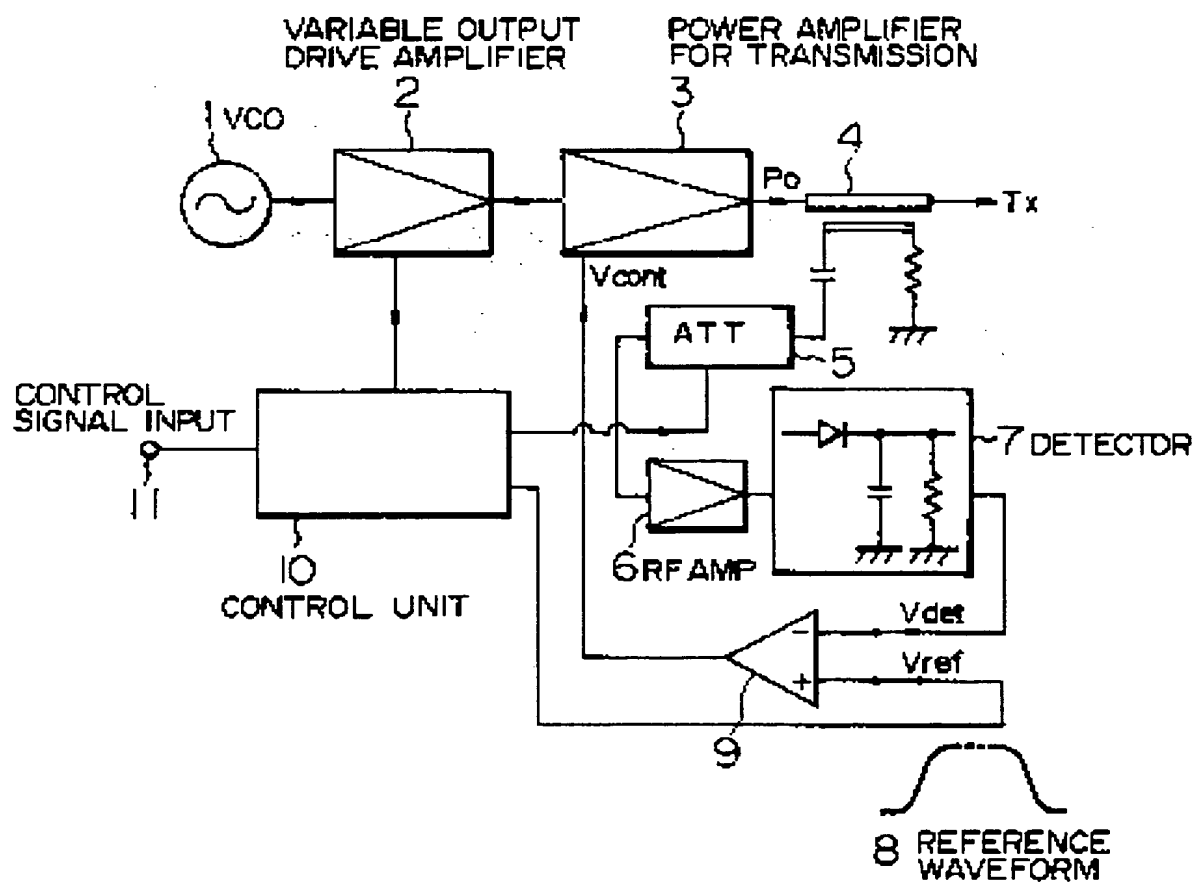 VARIABLE OUTPUT
DRIVE AMPLIFIER
2
POWER AMPLIFIER
FOR TRANSMISSION
3
1 VCO
4
Po
Tx
Vcont
ATT
5
CONTROL
SIGNAL INPUT
11
7 DETECTOR
10
CONTROL UNIT
6 RF AMP
Vdet
−
Vref
+
9
8 REFERENCE
WAVEFORM